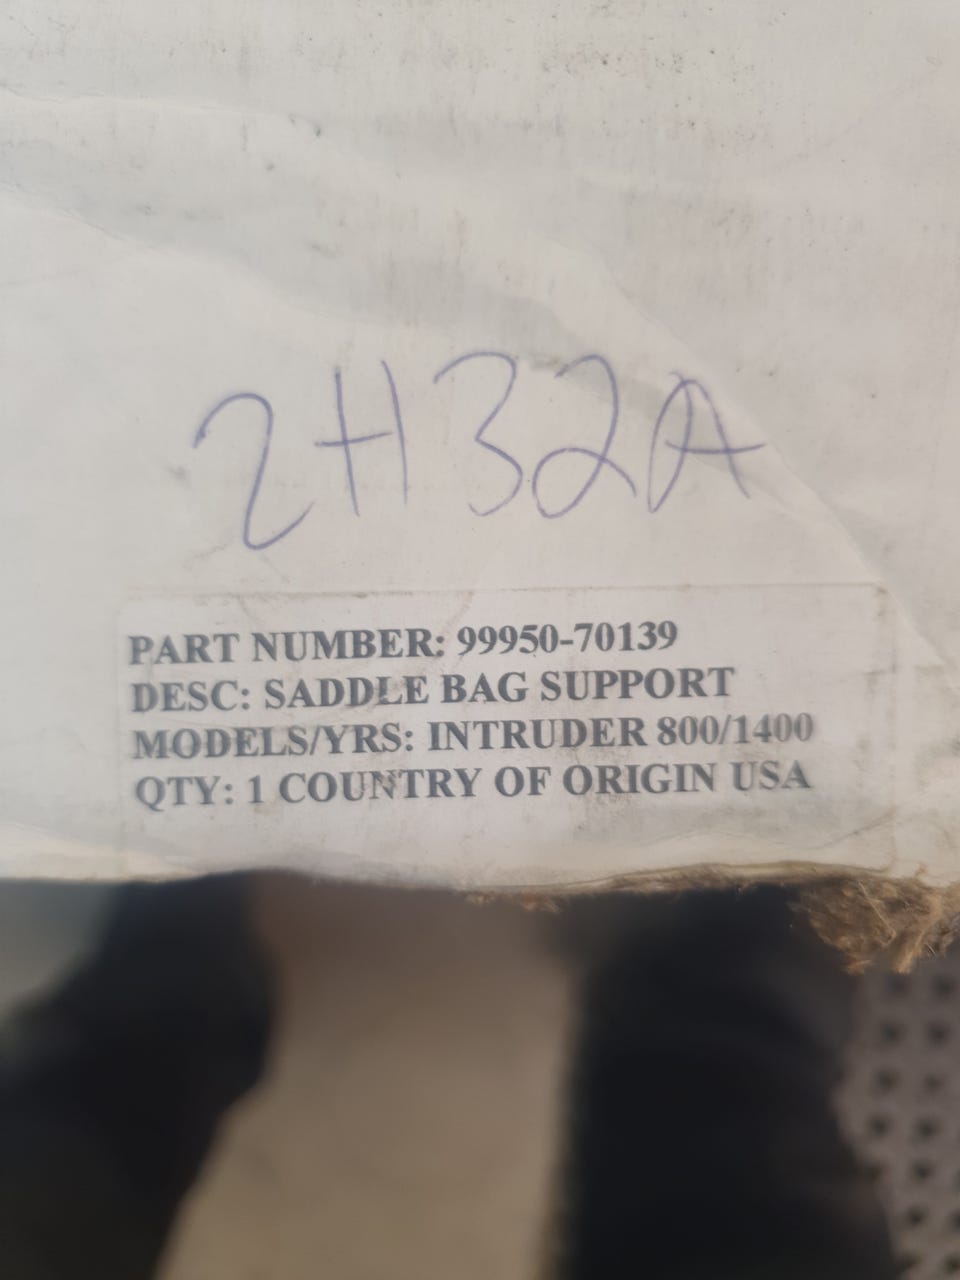 2H32A
PART NUMBER: 99950-70139
DESC: SADDLE BAG SUPPORT
MODELS/YRS: INTRUDER 800/1400
QTY: 1 COUNTRY OF ORIGIN USA